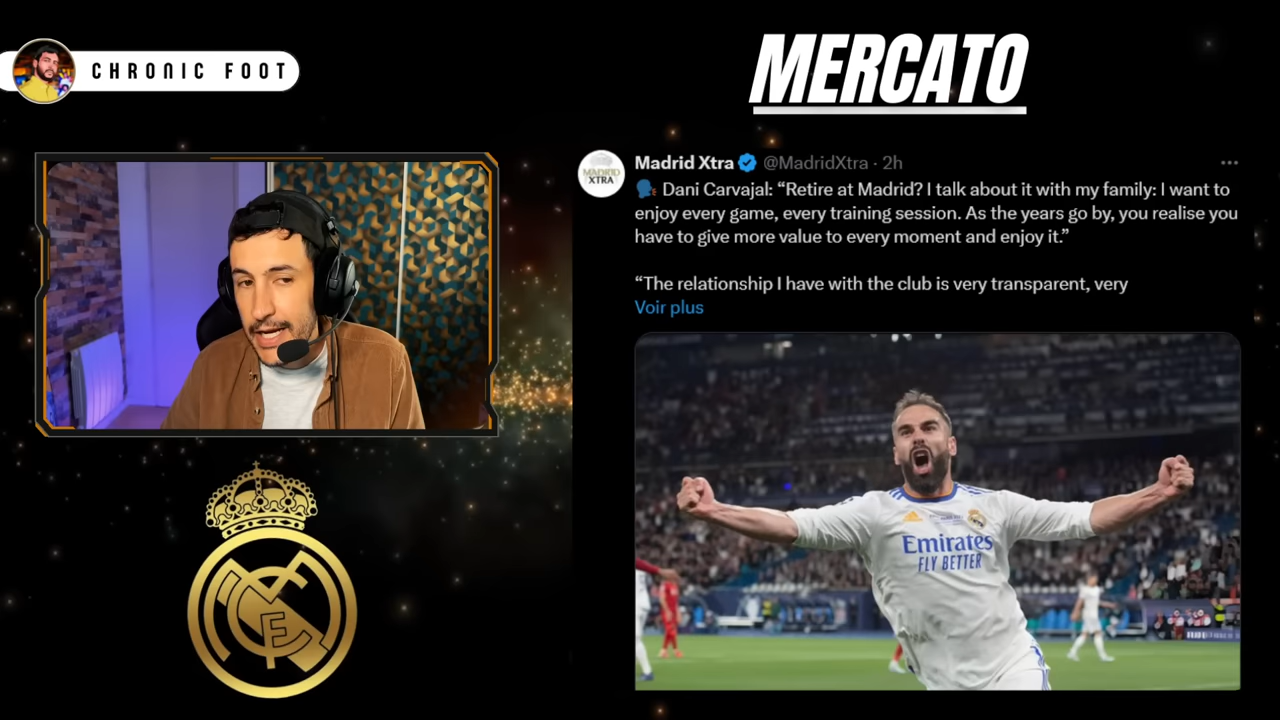 CHRONIC FOOT
MERCATO
Madrid Xtra @MadridXtra · 2h
MADRID
XTRA
🗣️ Dani Carvajal: “Retire at Madrid? I talk about it with my family: I want to
enjoy every game, every training session. As the years go by, you realise you
have to give more value to every moment and enjoy it.”
“The relationship I have with the club is very transparent, very
Voir plus
Emirates
FLY BETTER